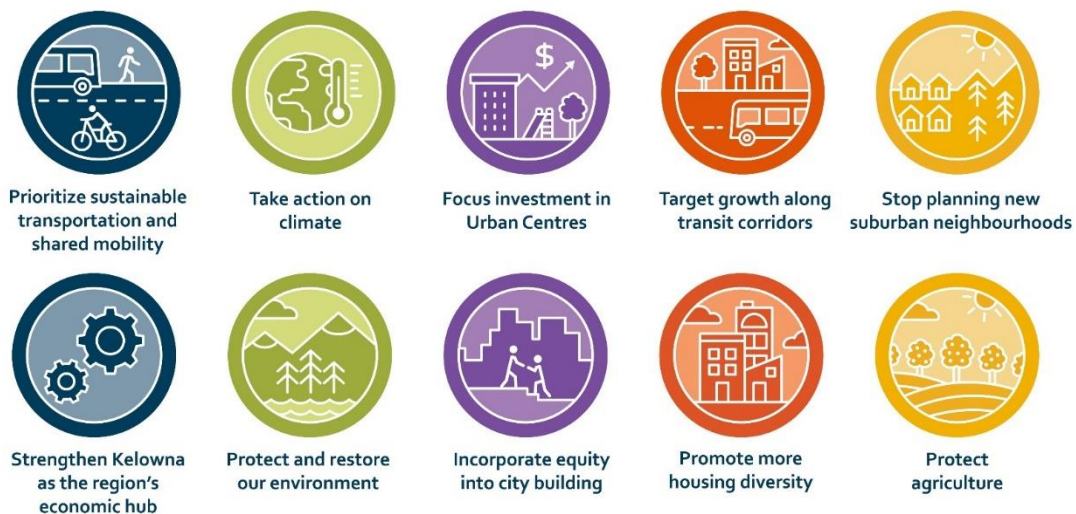 $
Prioritize sustainable
transportation and
shared mobility
Take action on
climate
Focus investment in
Urban Centres
Target growth along
transit corridors
Stop planning new
suburban neighbourhoods
Strengthen Kelowna
as the region's
economic hub
Protect and restore
our environment
Incorporate equity
into city building
Promote more
housing diversity
Protect
agriculture